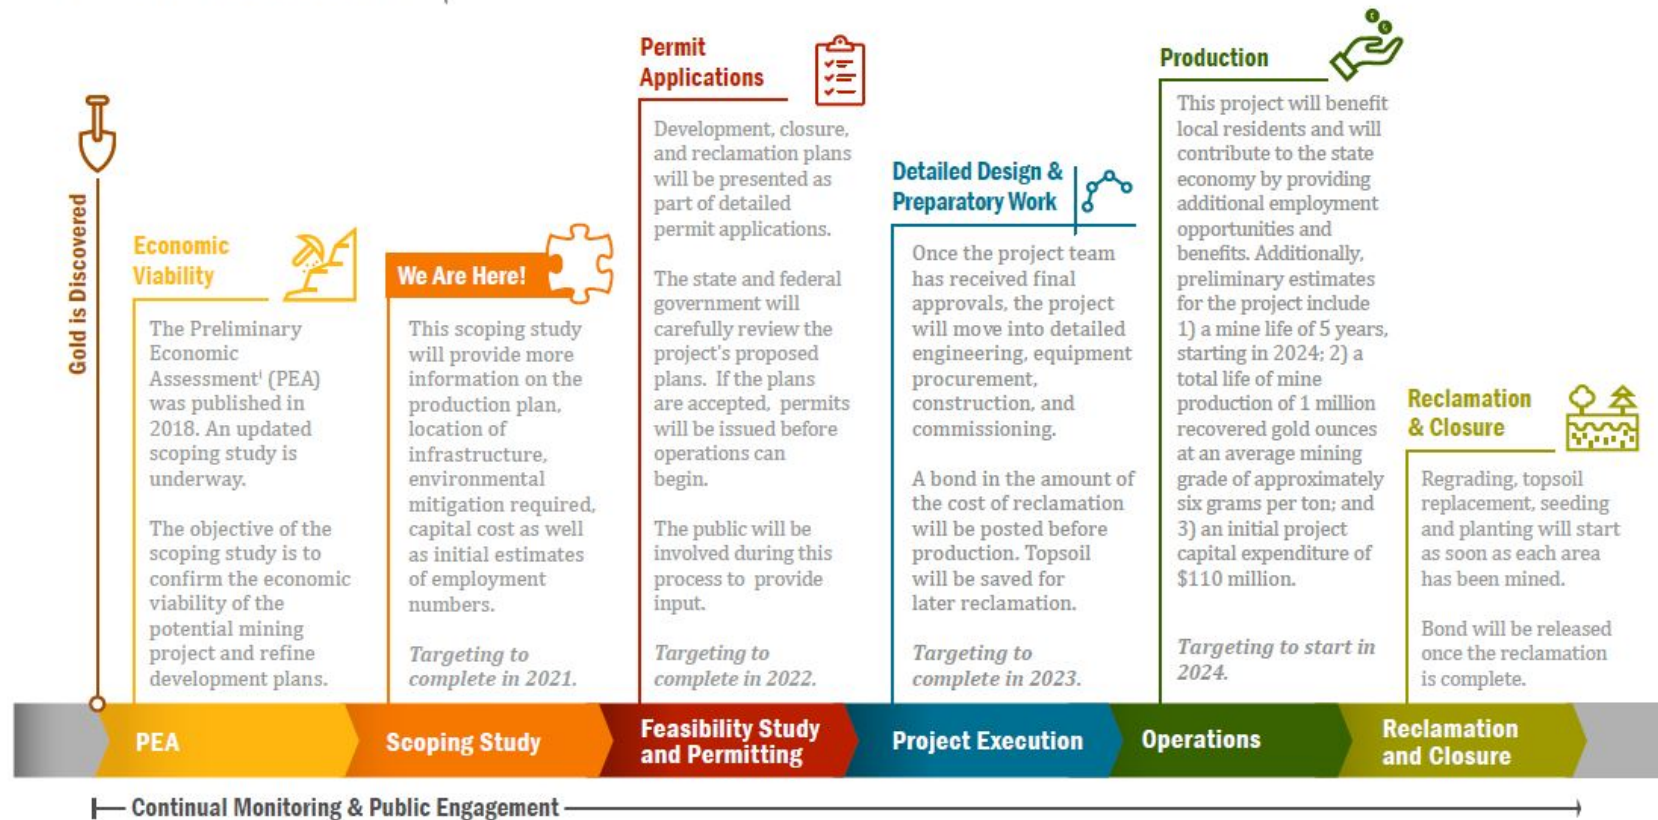 Gold is Discovered
Economic
Viability
The Preliminary
Economic
Assessmentⁱ (PEA)
was published in
2018. An updated
scoping study is
underway.
The objective of the
scoping study is to
confirm the economic
viability of the
potential mining
project and refine
development plans.
We Are Here!
This scoping study
will provide more
information on the
production plan,
location of
infrastructure,
environmental
mitigation required,
capital cost as well
as initial estimates
of employment
numbers.
Targeting to
complete in 2021.
Permit
Applications
Development, closure,
and reclamation plans
will be presented as
part of detailed
permit applications.
The state and federal
government will
carefully review the
project's proposed
plans. If the plans
are accepted, permits
will be issued before
operations can
begin.
The public will be
involved during this
process to provide
input.
Targeting to
complete in 2022.
Detailed Design &
Preparatory Work
Once the project team
has received final
approvals, the project
will move into detailed
engineering, equipment
procurement,
construction, and
commissioning.
A bond in the amount of
the cost of reclamation
will be posted before
production. Topsoil
will be saved for
later reclamation.
Targeting to
complete in 2023.
Production
This project will benefit
local residents and will
contribute to the state
economy by providing
additional employment
opportunities and
benefits. Additionally,
preliminary estimates
for the project include
1) a mine life of 5 years,
starting in 2024; 2) a
total life of mine
production of 1 million
recovered gold ounces
at an average mining
grade of approximately
six grams per ton; and
3) an initial project
capital expenditure of
$110 million.
Targeting to start in
2024.
Reclamation
& Closure
Regrading, topsoil
replacement, seeding
and planting will start
as soon as each area
has been mined.
Bond will be released
once the reclamation
is complete.
PEA
Scoping Study
Feasibility Study
and Permitting
Project Execution
Operations
Reclamation
and Closure
Continual Monitoring & Public Engagement